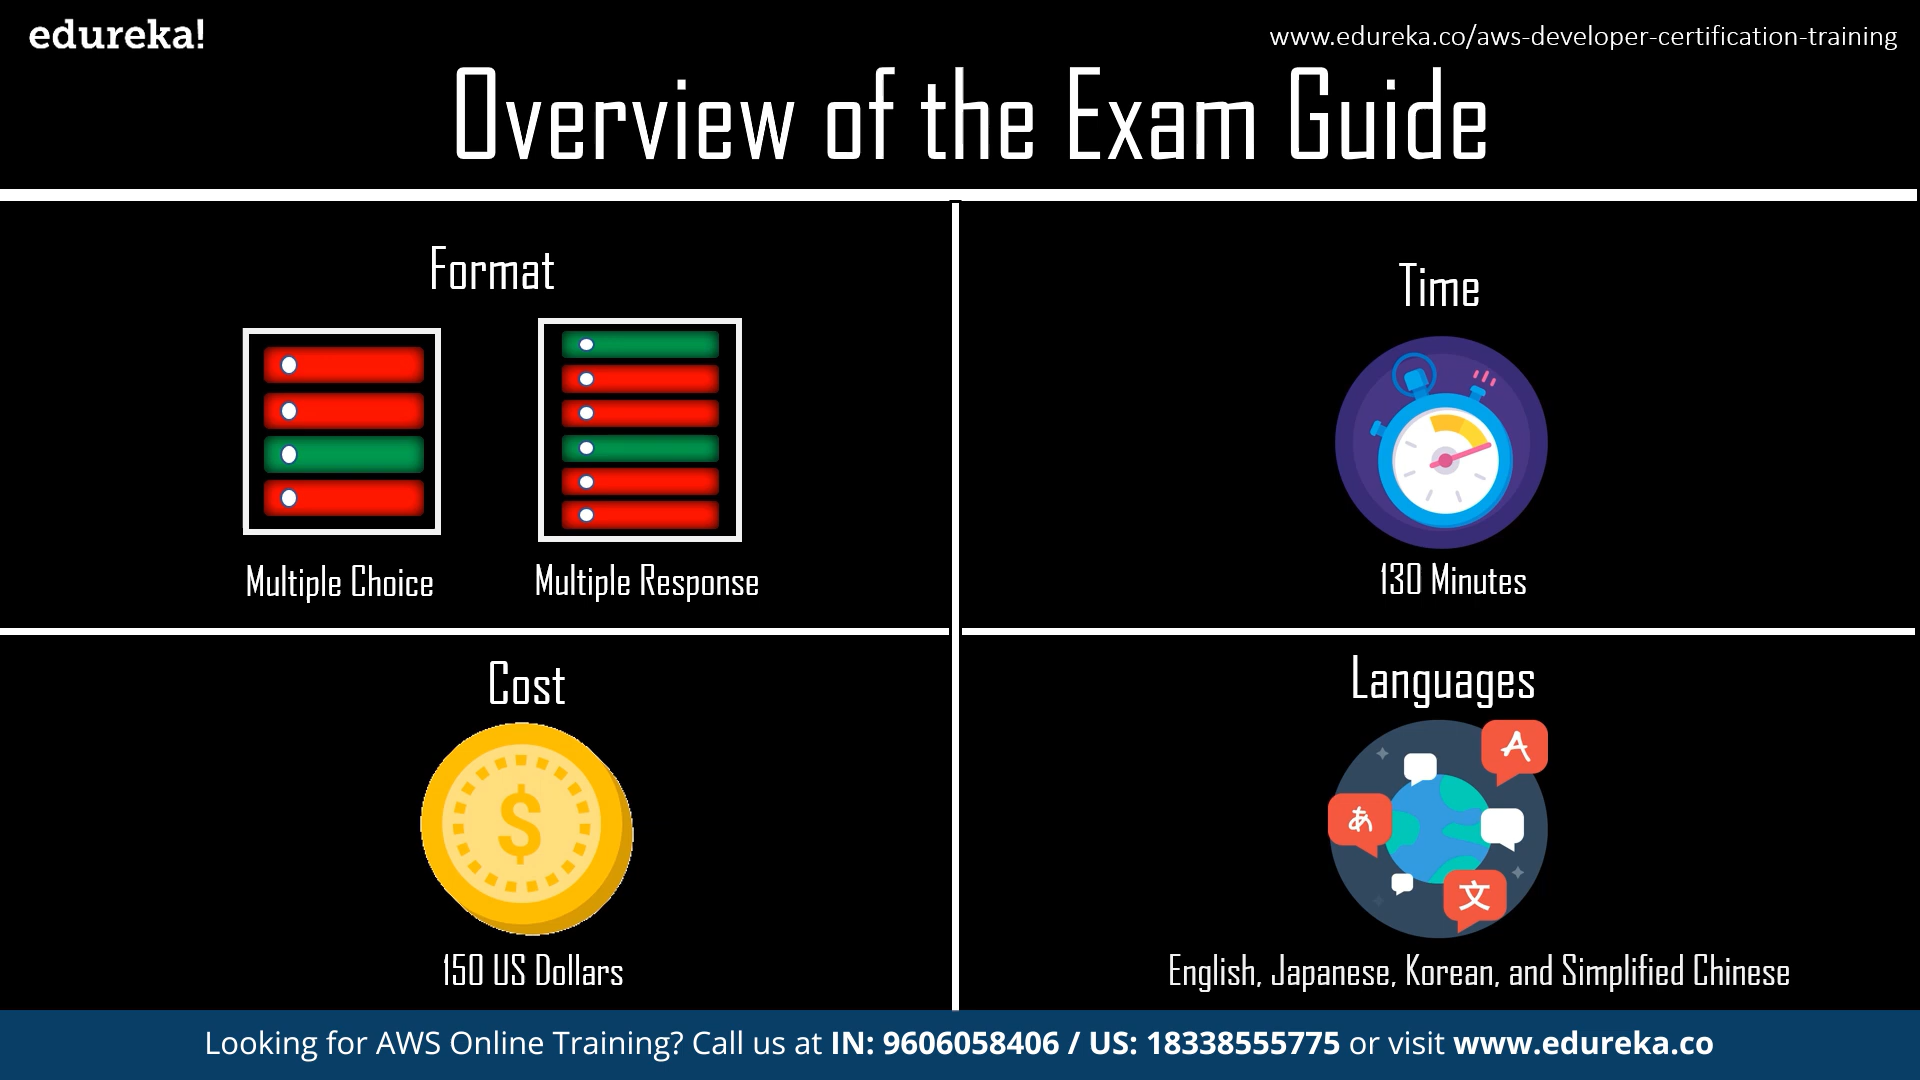 edureka!
www.edureka.co/aws-developer-certification-training
Overview of the Exam Guide
Format
Multiple Choice
Multiple Response
Time
130 Minutes
Cost
$
150 US Dollars
Languages
A
あ
文
English, Japanese, Korean, and Simplified Chinese
Looking for AWS Online Training? Call us at IN: 9606058406 / US: 18338555775 or visit www.edureka.co